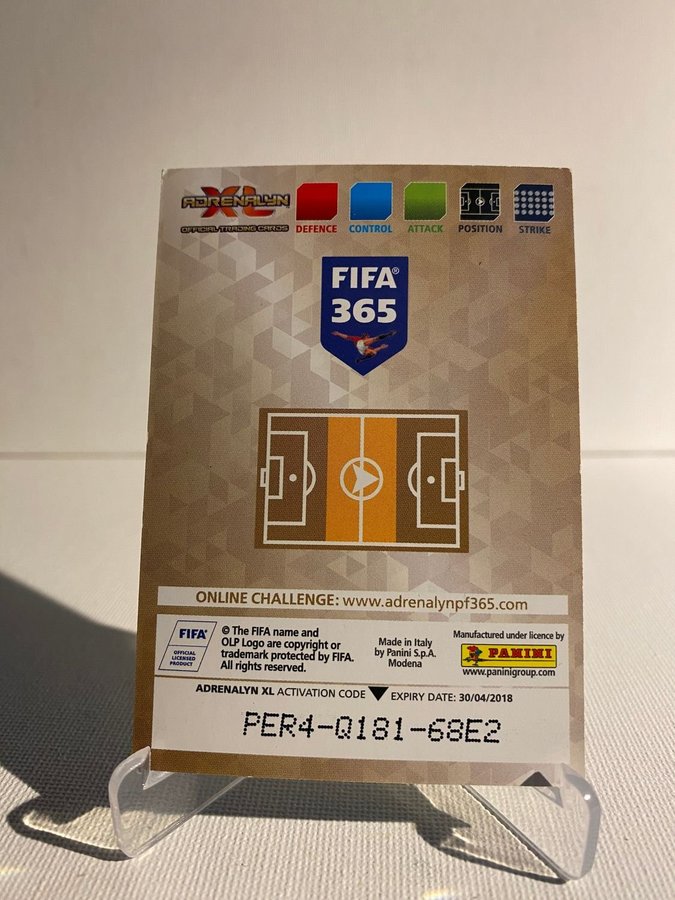 ADRENALYN XL
OFFICIAL TRADING CARDS
DEFENCE CONTROL ATTACK POSITION STRIKE
FIFA®
365
ONLINE CHALLENGE: www.adrenalynpf365.com
FIFA®
OFFICIAL
LICENSED
PRODUCT
© The FIFA name and
OLP Logo are copyright or
trademark protected by FIFA.
All rights reserved.
Made in Italy
by Panini S.p.A.
Modena
Manufactured under licence by
PANINI
www.paninigroup.com
ADRENALYN XL ACTIVATION CODE EXPIRY DATE: 30/04/2018
PER4-Q181-68E2